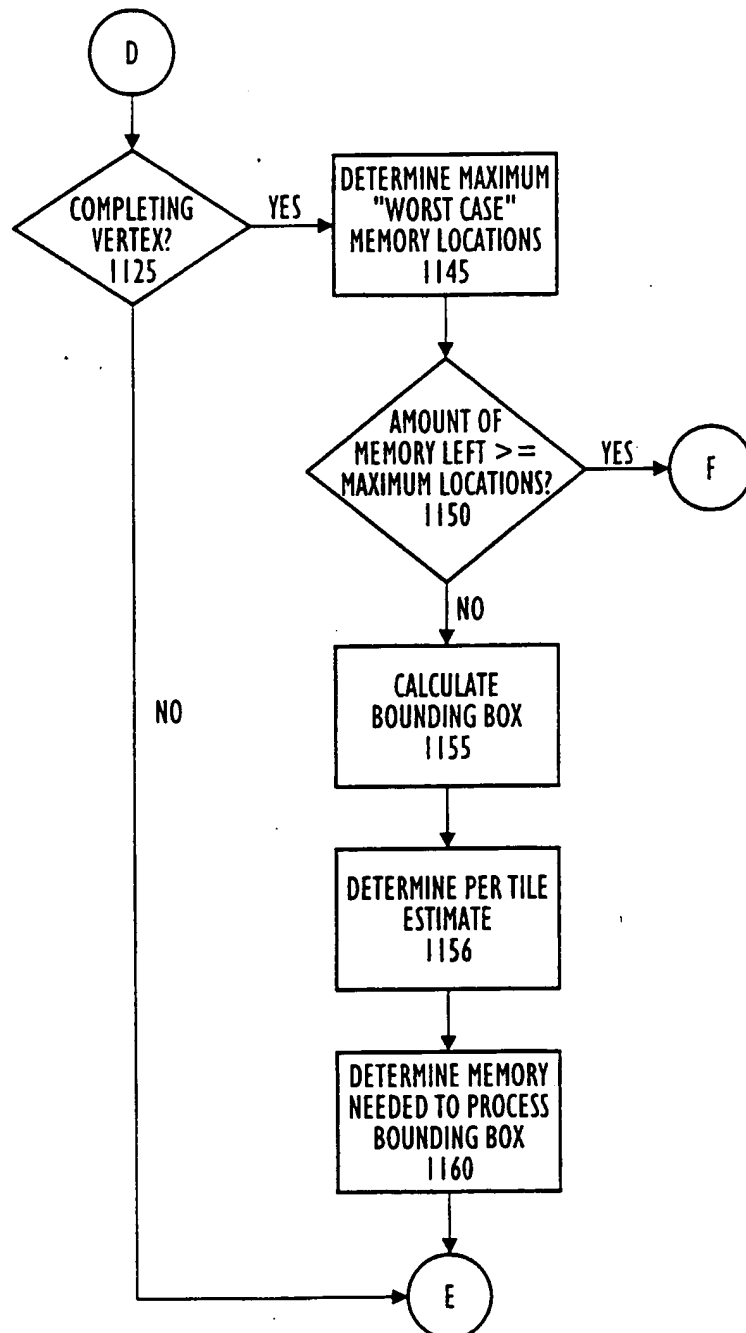 D
COMPLETING
VERTEX?
1125
YES
DETERMINE MAXIMUM
"WORST CASE"
MEMORY LOCATIONS
1145
AMOUNT OF
MEMORY LEFT >=
MAXIMUM LOCATIONS?
1150
YES
F
NO
CALCULATE
BOUNDING BOX
1155
NO
DETERMINE PER TILE
ESTIMATE
1156
DETERMINE MEMORY
NEEDED TO PROCESS
BOUNDING BOX
1160
E